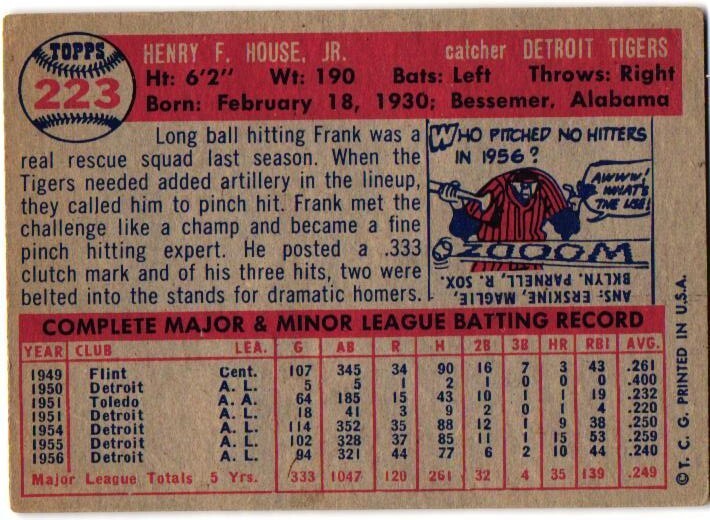 TOPPS
223
HENRY F. HOUSE, JR. catcher DETROIT TIGERS
Ht: 6'2" Wt: 190 Bats: Left Throws: Right
Born: February 18, 1930; Bessemer, Alabama
Long ball hitting Frank was a
real rescue squad last season. When the
Tigers needed added artillery in the lineup,
they called him to pinch hit. Frank met the
challenge like a champ and became a fine
pinch hitting expert. He posted a .333
clutch mark and of his three hits, two were
belted into the stands for dramatic homers.
WHO PITCHED NO HITTERS
IN 1956?
AWWW!
WHAT'S
THE USE!
ZOOOM
ANS: ERSKINE, MAGLIE,
BKLYN. PARNELL, R. SOX.
COMPLETE MAJOR & MINOR LEAGUE BATTING RECORD
YEAR CLUB LEA. G AB R H 2B 3B HR RBI AVG.
1949 Flint Cent. 107 345 34 90 16 7 3 43 .261
1950 Detroit A. L. 5 5 1 2 1 0 0 0 .400
1951 Toledo A. A. 64 185 15 43 10 1 1 19 .232
1951 Detroit A. L. 18 41 3 9 2 0 1 4 .220
1954 Detroit A. L. 114 352 35 88 12 1 9 38 .250
1955 Detroit A. L. 102 328 37 85 11 1 15 53 .259
1956 Detroit A. L. 94 321 44 77 6 2 10 44 .240
Major League Totals 5 Yrs. 333 1047 120 261 32 4 35 139 .249
©T. C. G. PRINTED IN U.S.A.